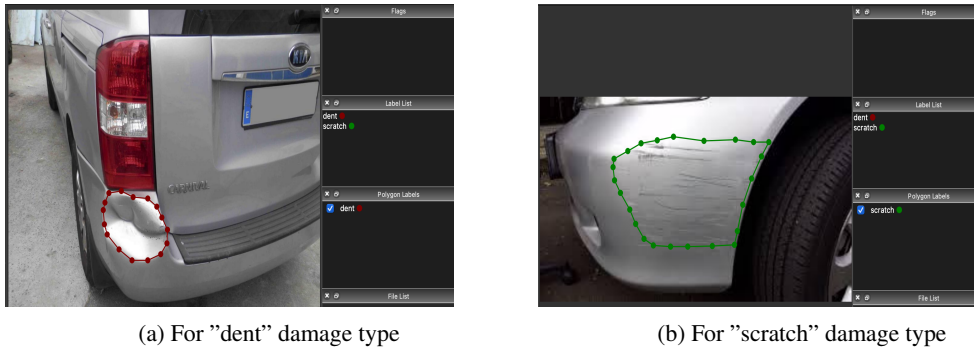 Flags
Label List
dent
scratch
Polygon Labels
dent
File List
KIA
CARNIVAL
Flags
Label List
dent
scratch
Polygon Labels
scratch
File List
(a) For ”dent” damage type
(b) For ”scratch” damage type